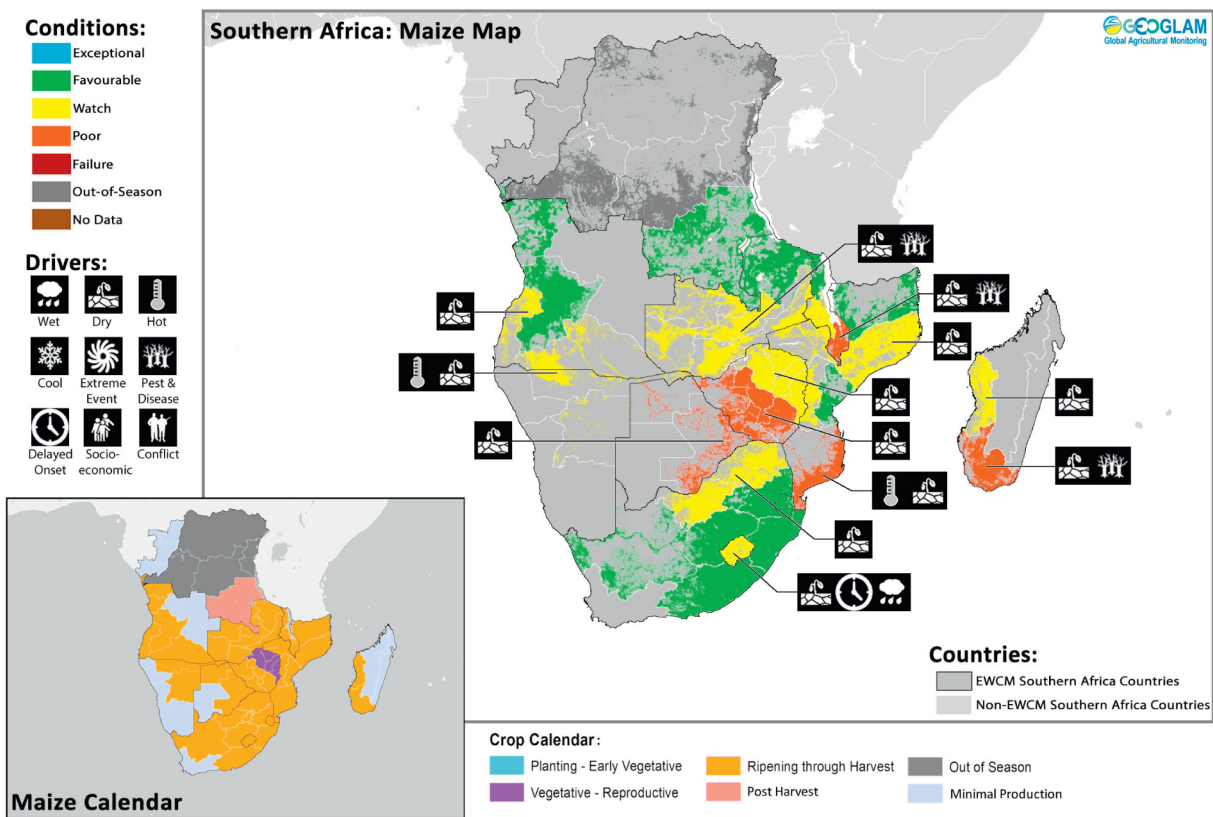 Conditions:
Exceptional
Favourable
Watch
Poor
Failure
Out-of-Season
No Data
Drivers:
Wet
Dry
Hot
Cool
Extreme
Event
Pest &
Disease
Delayed
Onset
Socio-
economic
Conflict
Southern Africa: Maize Map
GEOGLAM
Global Agricultural Monitoring
Countries:
EWCM Southern Africa Countries
Non-EWCM Southern Africa Countries
Maize Calendar
Crop Calendar:
Planting - Early Vegetative
Vegetative - Reproductive
Ripening through Harvest
Post Harvest
Out of Season
Minimal Production